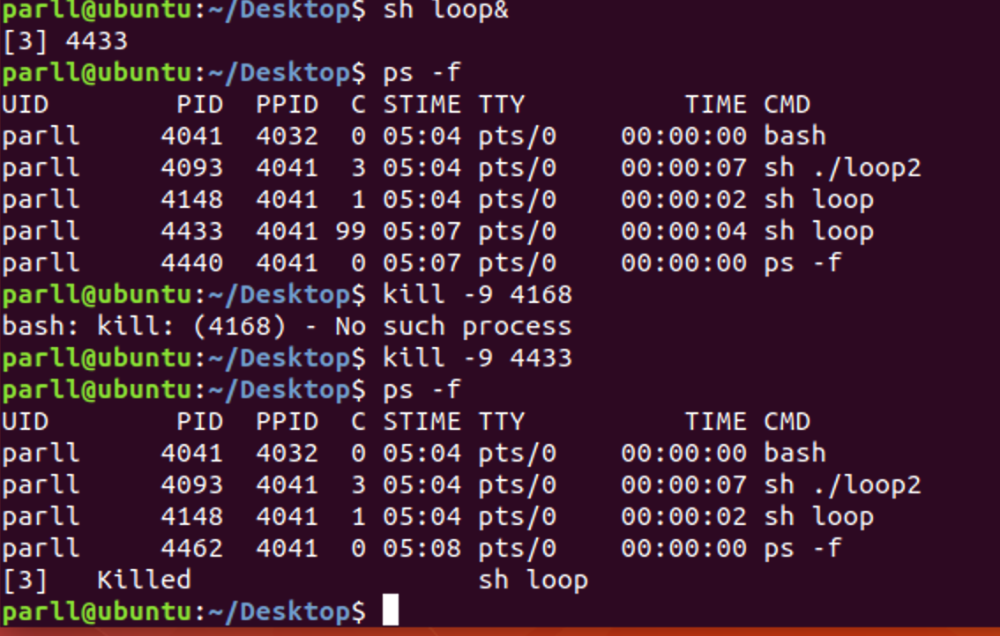 parll@ubuntu:~/Desktop$ sh loop&
[3] 4433
parll@ubuntu:~/Desktop$ ps -f
UID        PID  PPID  C STIME TTY          TIME CMD
parll     4041  4032  0 05:04 pts/0    00:00:00 bash
parll     4093  4041  3 05:04 pts/0    00:00:07 sh ./loop2
parll     4148  4041  1 05:04 pts/0    00:00:02 sh loop
parll     4433  4041 99 05:07 pts/0    00:00:04 sh loop
parll     4440  4041  0 05:07 pts/0    00:00:00 ps -f
parll@ubuntu:~/Desktop$ kill -9 4168
bash: kill: (4168) - No such process
parll@ubuntu:~/Desktop$ kill -9 4433
parll@ubuntu:~/Desktop$ ps -f
UID        PID  PPID  C STIME TTY          TIME CMD
parll     4041  4032  0 05:04 pts/0    00:00:00 bash
parll     4093  4041  3 05:04 pts/0    00:00:07 sh ./loop2
parll     4148  4041  1 05:04 pts/0    00:00:02 sh loop
parll     4462  4041  0 05:08 pts/0    00:00:00 ps -f
[3]   Killed                  sh loop
parll@ubuntu:~/Desktop$